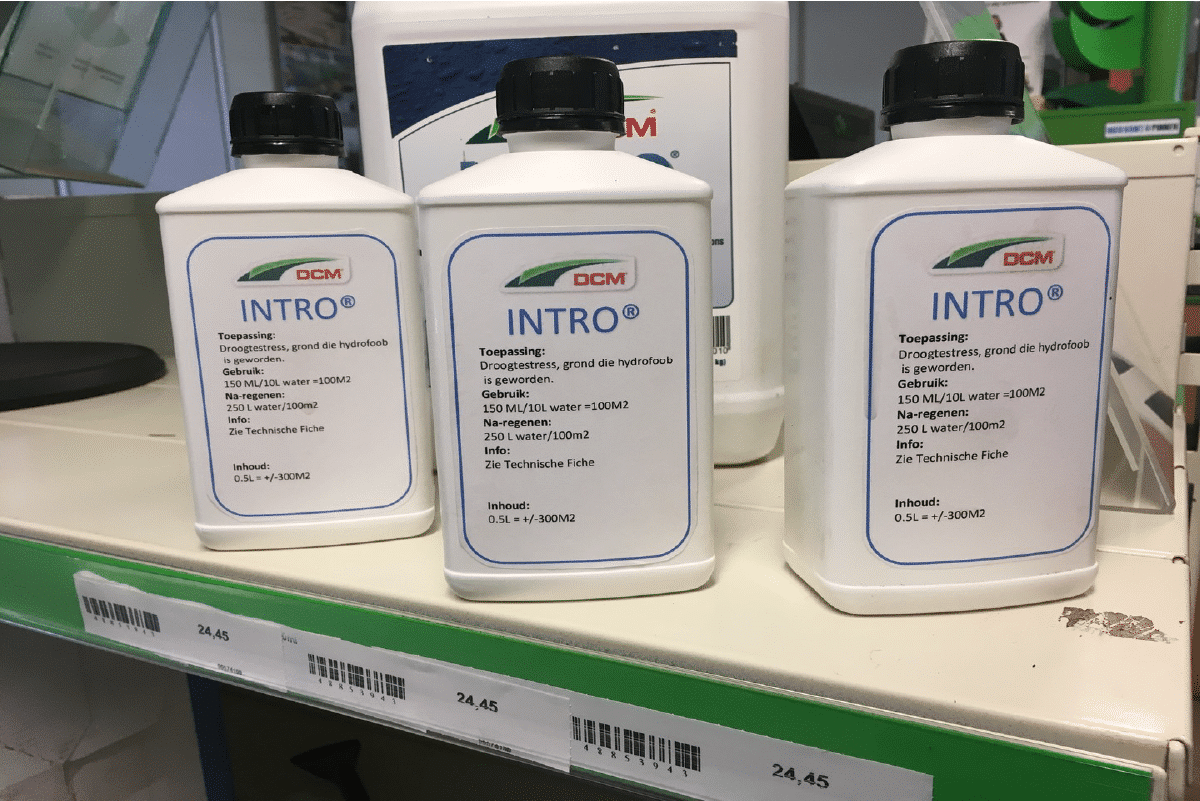 DCM
INTRO®
Toepassing:
Droogtestress, grond die hydrofoob
is geworden.
Gebruik:
150 ML/10L water =100M2
Na-regenen:
250 L water/100m2
Info:
Zie Technische Fiche
Inhoud:
0.5L = +/-300M2
DCM
INTRO®
Toepassing:
Droogtestress, grond die hydrofoob
is geworden.
Gebruik:
150 ML/10L water =100M2
Na-regenen:
250 L water/100m2
Info:
Zie Technische Fiche
Inhoud:
0.5L = +/-300M2
DCM
INTRO®
Toepassing:
Droogtestress, grond die hydrofoob
is geworden.
Gebruik:
150 ML/10L water =100M2
Na-regenen:
250 L water/100m2
Info:
Zie Technische Fiche
Inhoud:
0.5L = +/-300M2
48853943
24,45
48853943
24,45
48853943
24,45